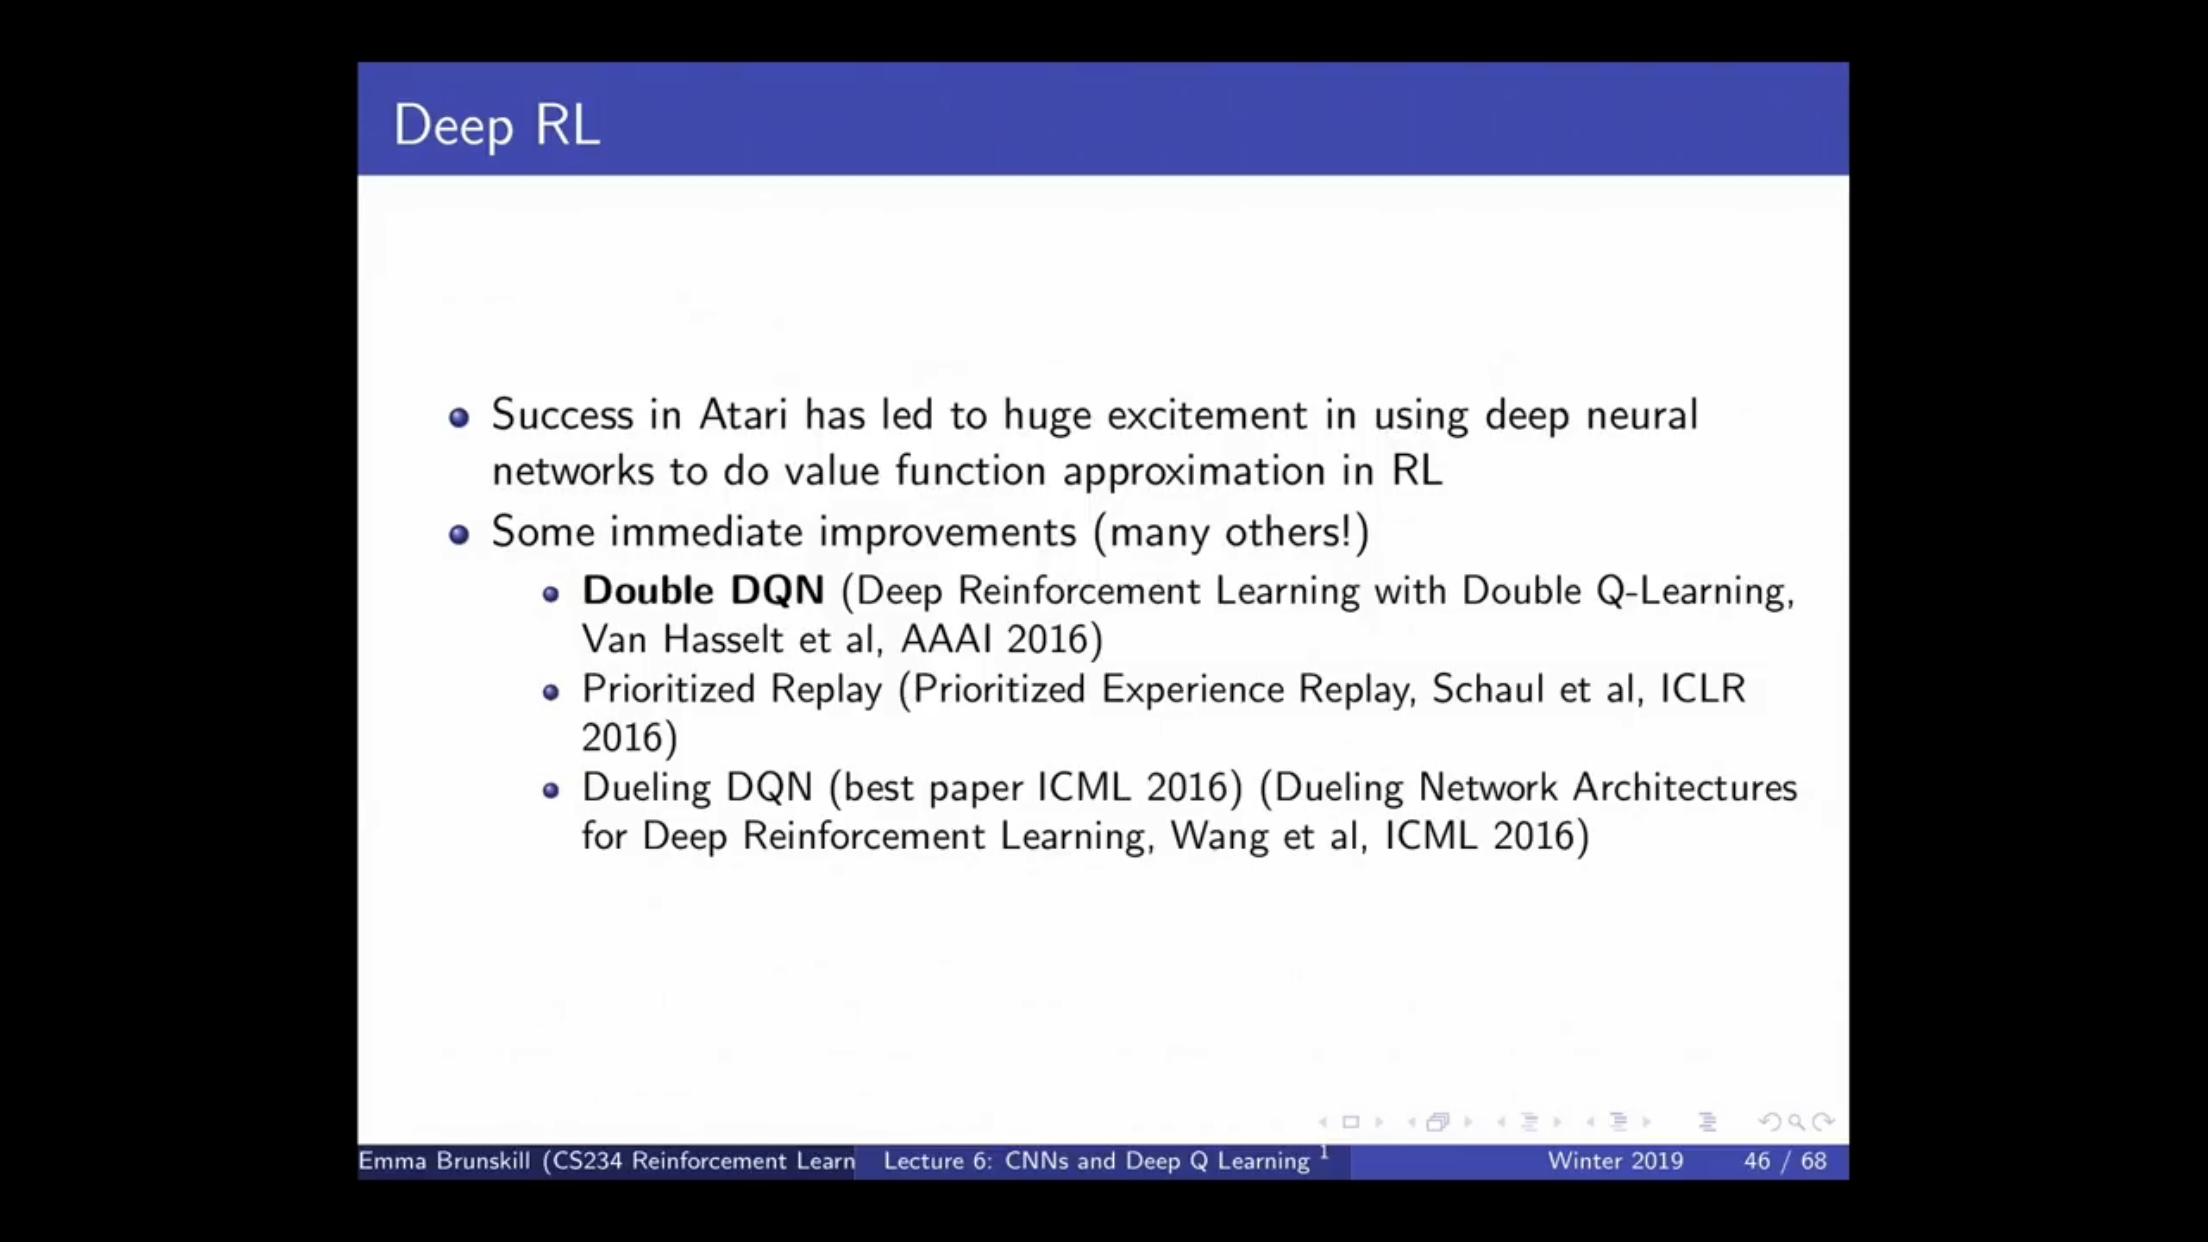 Deep RL
Success in Atari has led to huge excitement in using deep neural
networks to do value function approximation in RL
Some immediate improvements (many others!)
Double DQN (Deep Reinforcement Learning with Double Q-Learning,
Van Hasselt et al, AAAI 2016)
Prioritized Replay (Prioritized Experience Replay, Schaul et al, ICLR
2016)
Dueling DQN (best paper ICML 2016) (Dueling Network Architectures
for Deep Reinforcement Learning, Wang et al, ICML 2016)
Emma Brunskill (CS234 Reinforcement Learn Lecture 6: CNNs and Deep Q Learning 1 Winter 2019 46 / 68